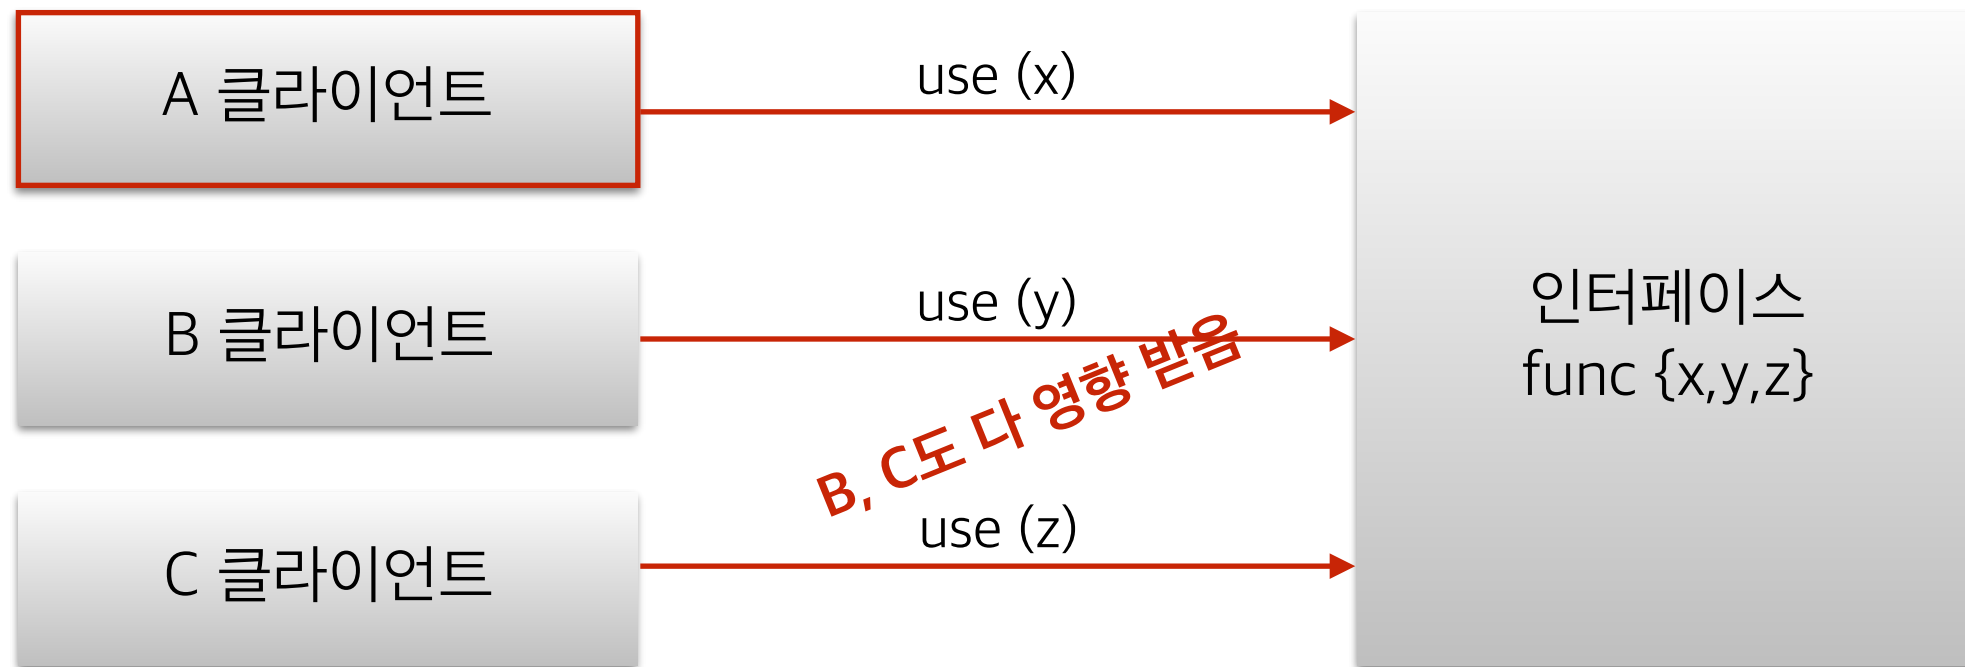 A 클라이언트
use (x)
B 클라이언트
use (y)
인터페이스
func {x,y,z}
B, C도 다 영향 받음
C 클라이언트
use (z)